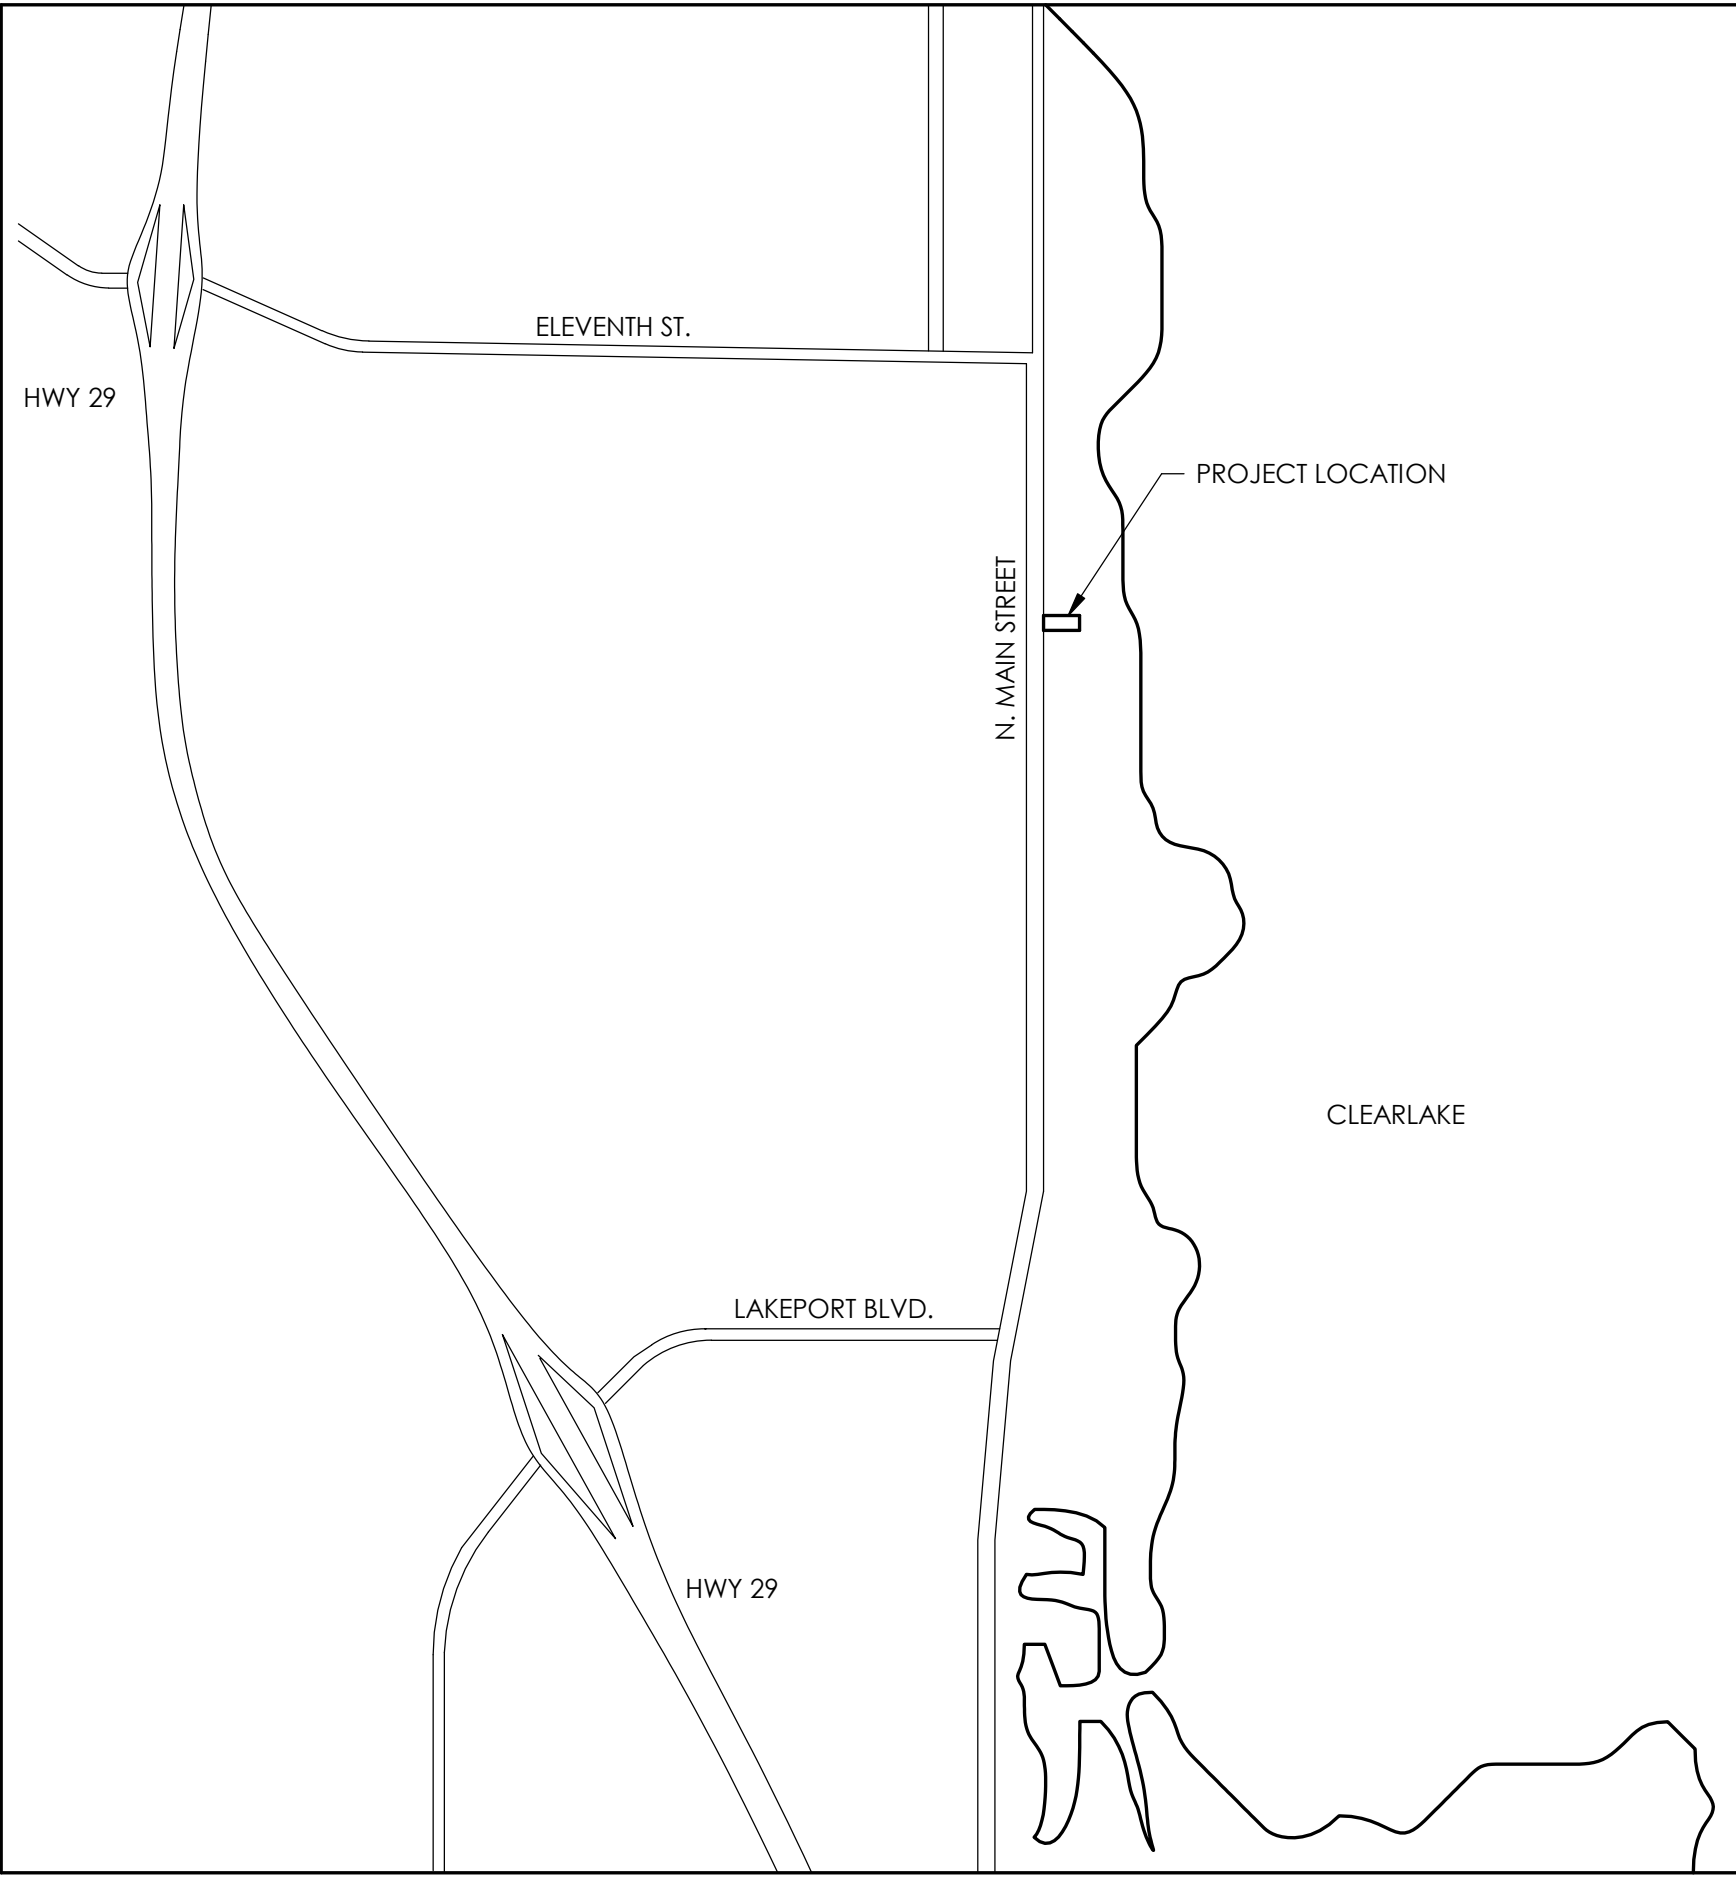 ELEVENTH ST.
HWY 29
PROJECT LOCATION
N. MAIN STREET
CLEARLAKE
LAKEPORT BLVD.
HWY 29